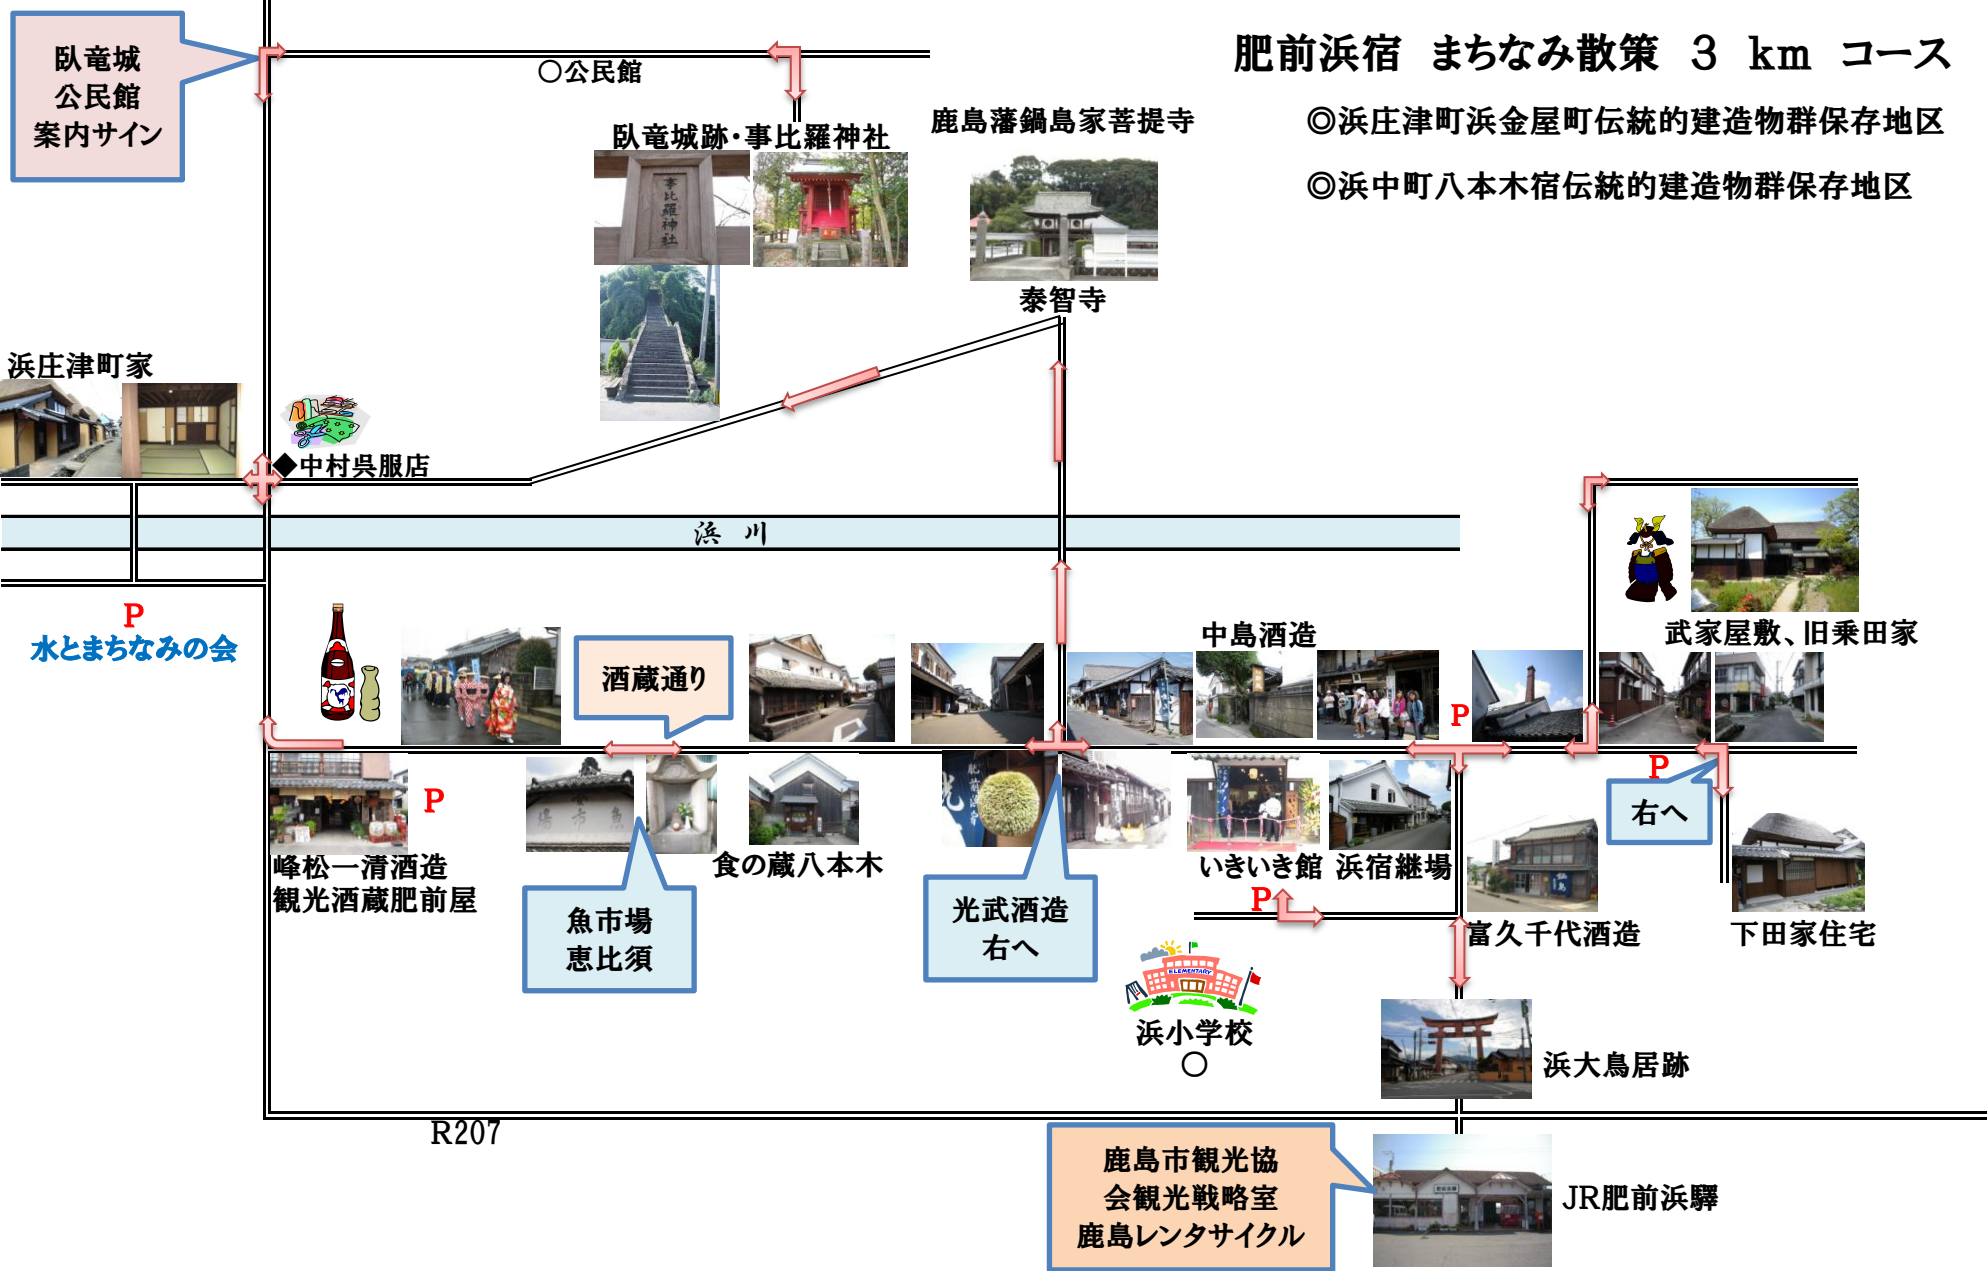 肥前浜宿 まちなみ散策 3 km コース
◎浜庄津町浜金屋町伝統的建造物群保存地区
◎浜中町八本木宿伝統的建造物群保存地区
臥竜城
公民館
案内サイン
○公民館
臥竜城跡・事比羅神社
事比羅神社
鹿島藩鍋島家菩提寺
泰智寺
浜庄津町家
◆中村呉服店
浜 川
P
水とまちなみの会
酒蔵通り
中島酒造
P
武家屋敷、旧乗田家
P
右へ
P
峰松一清酒造
観光酒蔵肥前屋
魚市場
魚市場
恵比須
食の蔵八本木
光武酒造
右へ
いきいき館
浜宿継場
P
富久千代酒造
下田家住宅
ELEMENTARY
浜小学校
○
浜大鳥居跡
R207
鹿島市観光協
会観光戦略室
鹿島レンタサイクル
JR肥前浜驛